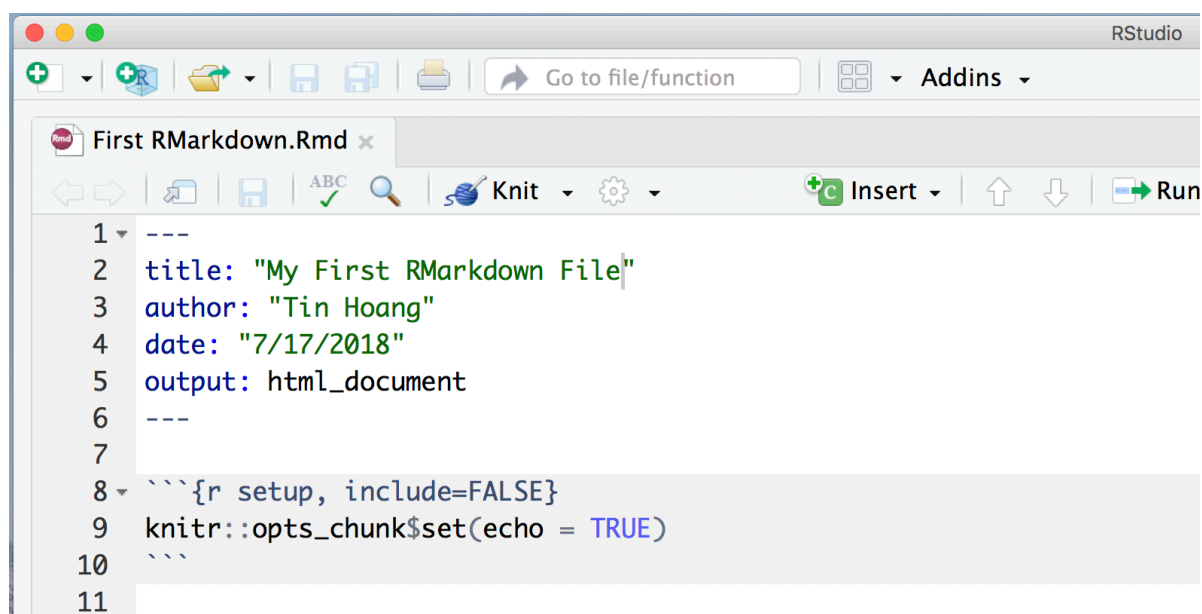 RStudio
Go to file/function
Addins
Rmd First RMarkdown.Rmd
ABC Knit Insert Run
1 ---
2 title: "My First RMarkdown File"
3 author: "Tin Hoang"
4 date: "7/17/2018"
5 output: html_document
6 ---
7
8 ```{r setup, include=FALSE}
9 knitr::opts_chunk$set(echo = TRUE)
10 ```
11